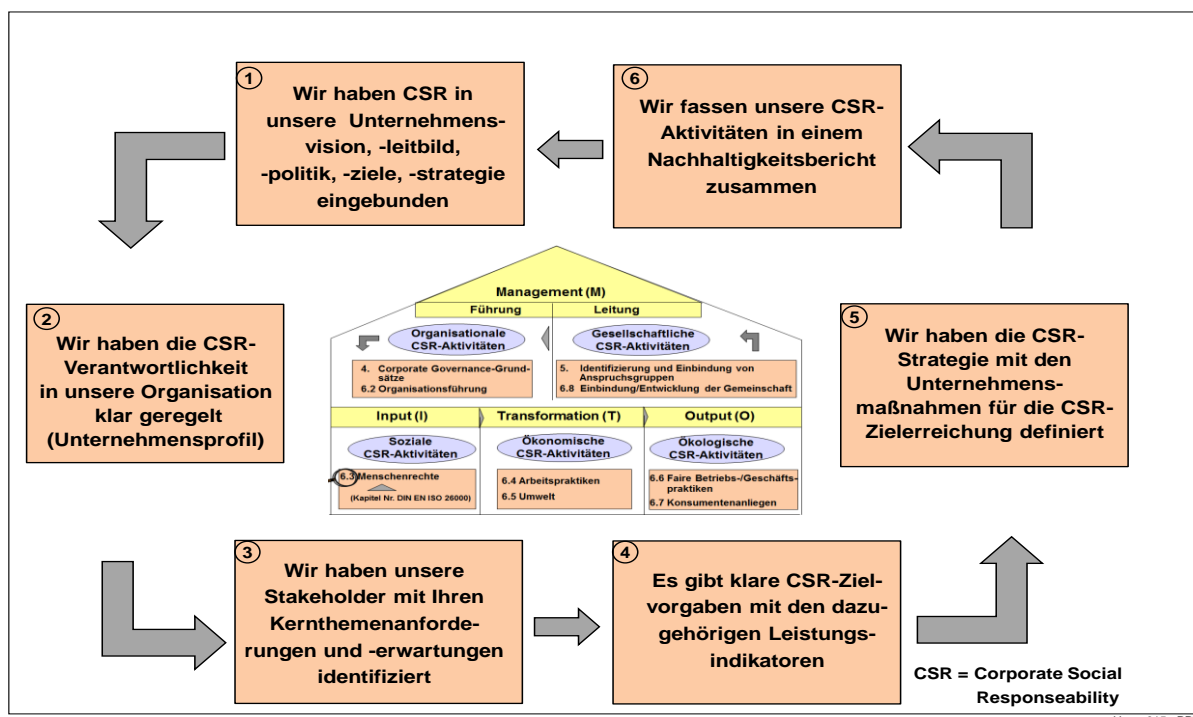 1
Wir haben CSR in
unsere Unternehmens-
vision, -leitbild,
-politik, -ziele, -strategie
eingebunden
6
Wir fassen unsere CSR-
Aktivitäten in einem
Nachhaltigkeitsbericht
zusammen
2
Wir haben die CSR-
Verantwortlichkeit
in unsere Organisation
klar geregelt
(Unternehmensprofil)
Management (M)
Führung
Leitung
Organisationale
CSR-Aktivitäten
Gesellschaftliche
CSR-Aktivitäten
4. Corporate Governance-Grund-
sätze
6.2 Organisationsführung
5. Identifizierung und Einbindung von
Anspruchsgruppen
6.8 Einbindung/Entwicklung der Gemeinschaft
Input (I)
Transformation (T)
Output (O)
Soziale
CSR-Aktivitäten
Ökonomische
CSR-Aktivitäten
Ökologische
CSR-Aktivitäten
6.3 Menschenrechte
(Kapitel Nr. DIN EN ISO 26000)
6.4 Arbeitspraktiken
6.5 Umwelt
6.6 Faire Betriebs-/Geschäfts-
praktiken
6.7 Konsumentenanliegen
5
Wir haben die CSR-
Strategie mit den
Unternehmens-
maßnahmen für die CSR-
Zielerreichung definiert
3
Wir haben unsere
Stakeholder mit Ihren
Kernthemenanforde-
rungen und -erwartungen
identifiziert
4
Es gibt klare CSR-Ziel-
vorgaben mit den dazu-
gehörigen Leistungs-
indikatoren
CSR = Corporate Social
Responseability